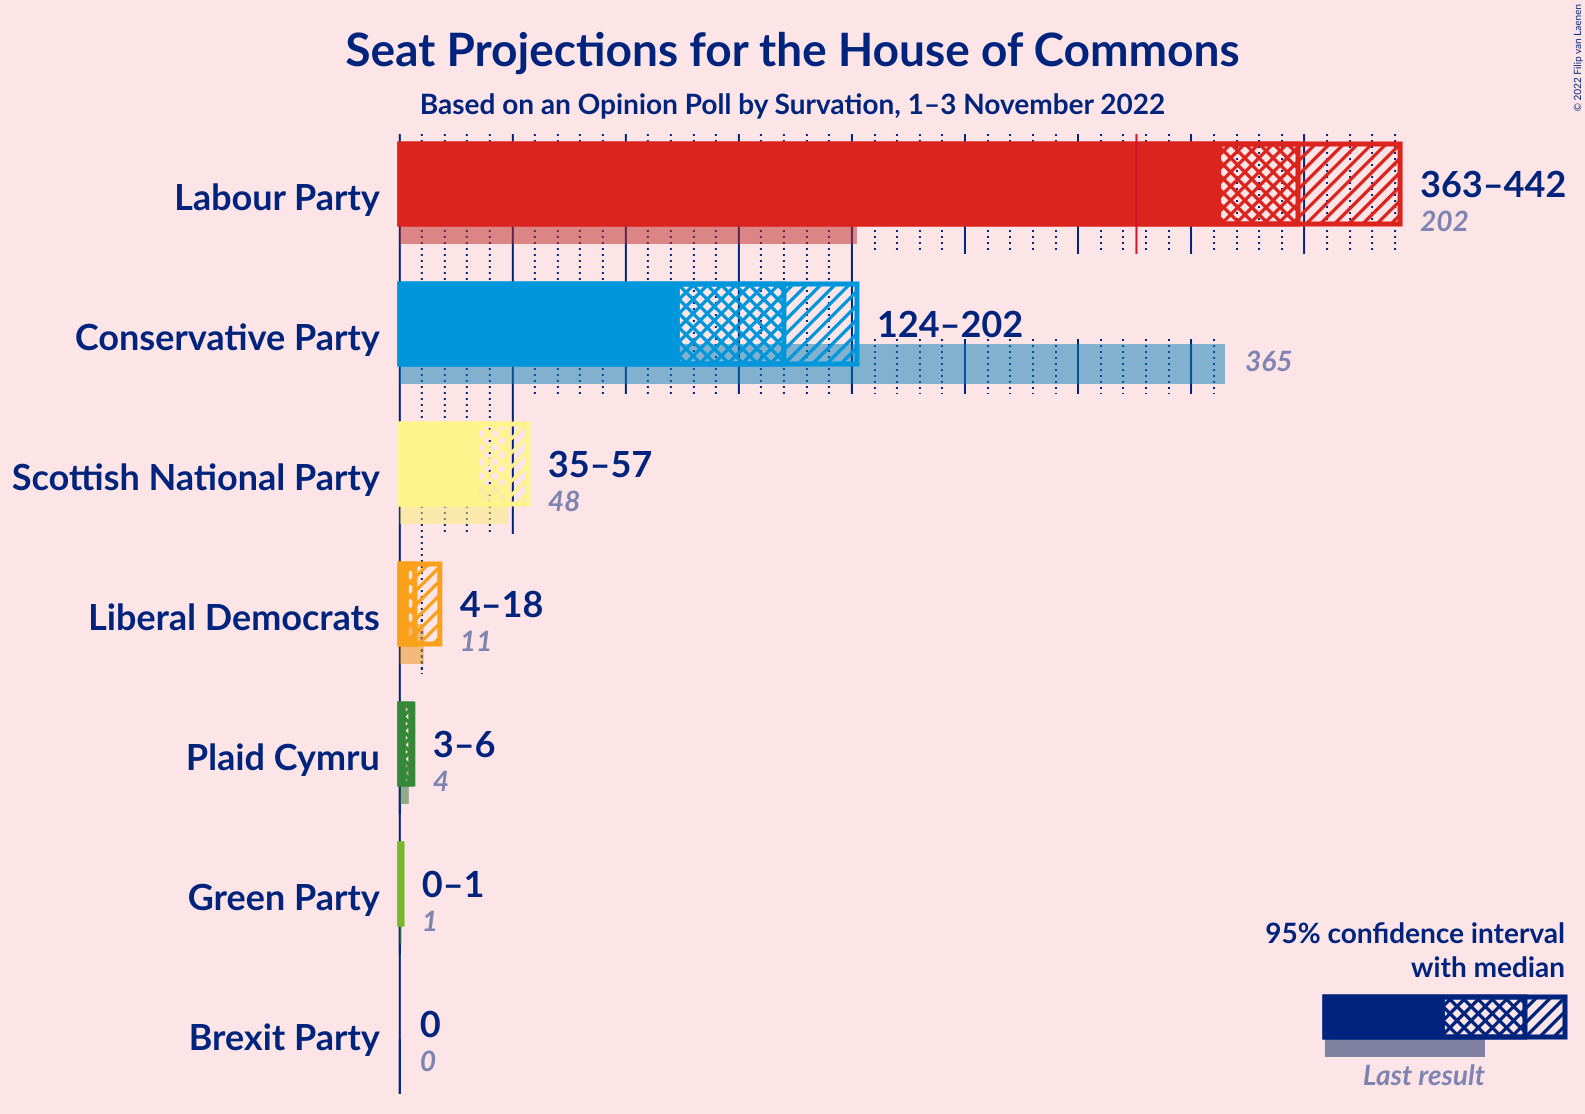 Seat Projections for the House of Commons
Based on an Opinion Poll by Survation, 1–3 November 2022
© 2022 Filip van Laenen
Labour Party
363–442
202
Conservative Party
124–202
365
Scottish National Party
35–57
48
Liberal Democrats
4–18
11
Plaid Cymru
3–6
4
Green Party
0–1
1
Brexit Party
0
0
95% confidence interval
with median
Last result